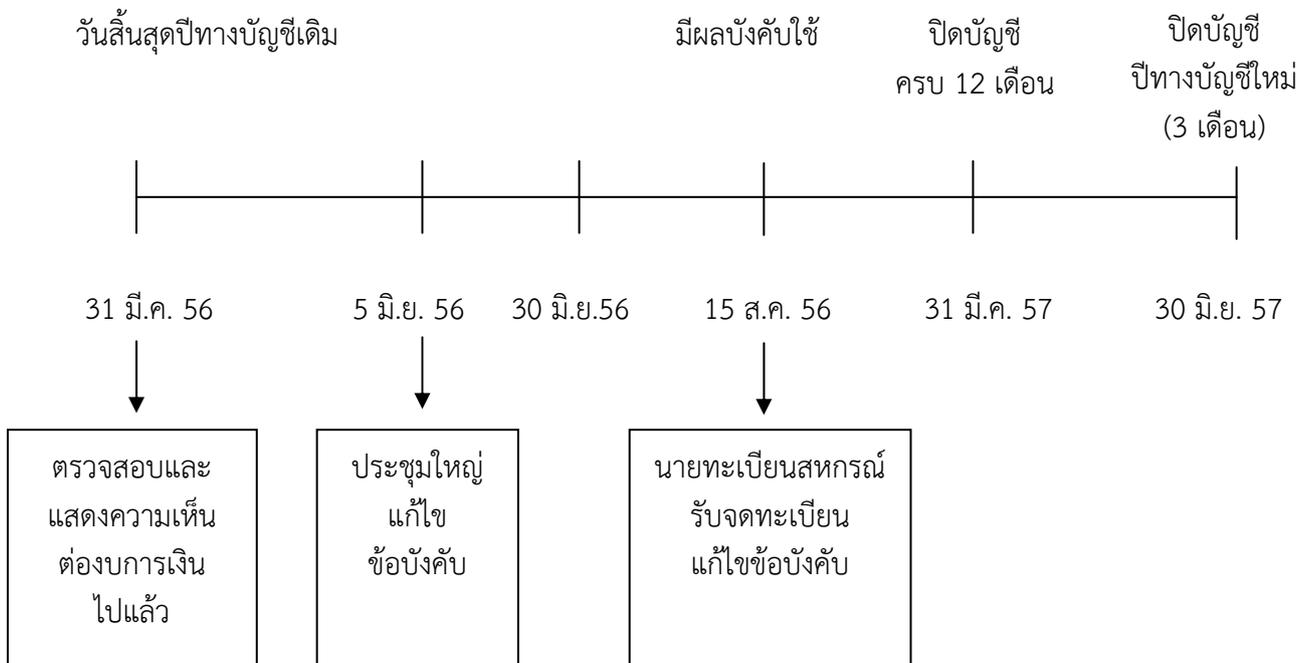 วันสิ้นสุดปีทางบัญชีเดิม
มีผลบังคับใช้
ปิดบัญชี
ครบ 12 เดือน
ปิดบัญชี
ปีทางบัญชีใหม่
(3 เดือน)
31 มี.ค. 56
5 มิ.ย. 56
30 มิ.ย.56
15 ส.ค. 56
31 มี.ค. 57
30 มิ.ย. 57
ตรวจสอบและ
แสดงความเห็น
ต่องบการเงิน
ไปแล้ว
ประชุมใหญ่
แก้ไข
ข้อบังคับ
นายทะเบียนสหกรณ์
รับจดทะเบียน
แก้ไขข้อบังคับ